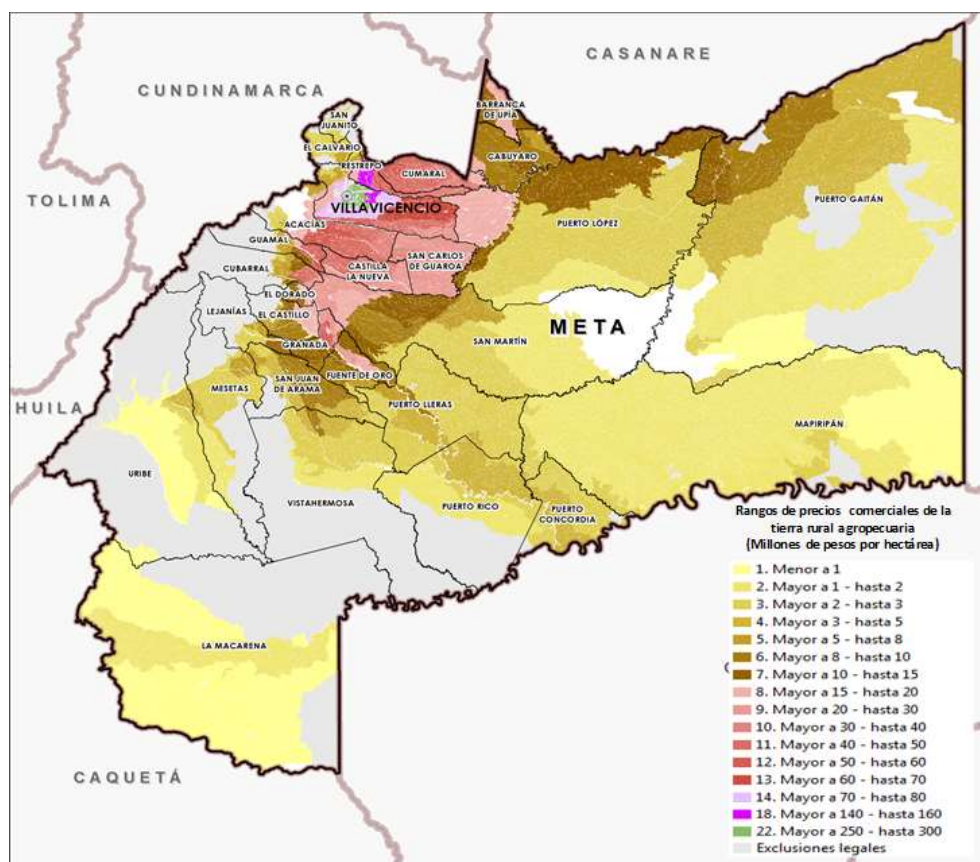 CASANARE
CUNDINAMARCA
BARRANCA
DE UPÍA
SAN
JUANITO
EL CALVARIO
CABUYARO
RESTREPO
CUMARAL
TOLIMA
VILLAVICENCIO
PUERTO GAITÁN
ACACÍAS
PUERTO LÓPEZ
GUAMAL
SAN CARLOS
DE GUAROA
CASTILLA
LA NUEVA
CUBARRAL
EL DORADO
LEJANÍAS
EL CASTILLO
META
SAN MARTÍN
GRANADA
FUENTE DE ORO
SAN JUAN
DE ARAMA
MESETAS
HUILA
PUERTO LLERAS
MAPIRIPÁN
URIBE
VISTAHERMOSA
PUERTO RICO
PUERTO
CONCORDIA
LA MACARENA
CAQUETÁ
Rangos de precios comerciales de la
tierra rural agropecuaria
(Millones de pesos por hectárea)
1. Menor a 1
2. Mayor a 1 - hasta 2
3. Mayor a 2 - hasta 3
4. Mayor a 3 - hasta 5
5. Mayor a 5 - hasta 8
6. Mayor a 8 - hasta 10
7. Mayor a 10 - hasta 15
8. Mayor a 15 - hasta 20
9. Mayor a 20 - hasta 30
10. Mayor a 30 - hasta 40
11. Mayor a 40 - hasta 50
12. Mayor a 50 - hasta 60
13. Mayor a 60 - hasta 70
14. Mayor a 70 - hasta 80
18. Mayor a 140 - hasta 160
22. Mayor a 250 - hasta 300
Exclusiones legales